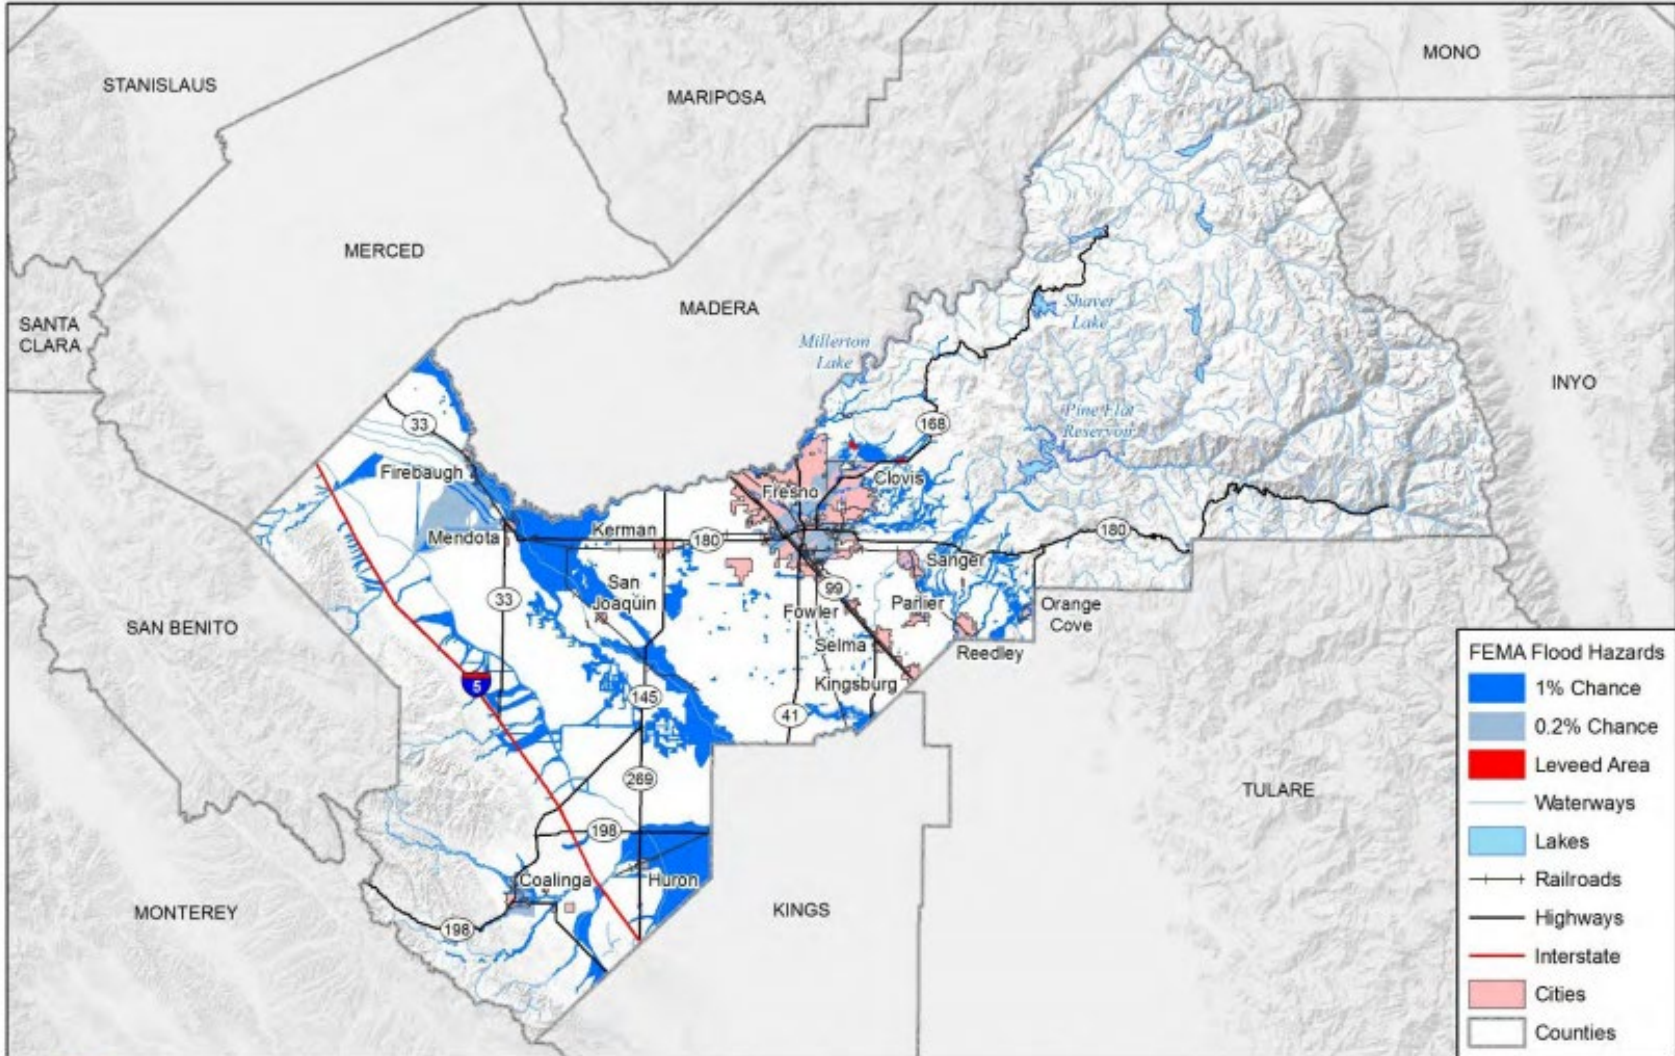 MONO
STANISLAUS
MARIPOSA
MERCED
SANTA
CLARA
MADERA
Shaver
Lake
Millerton
Lake
INYO
Pine Flat
Reservoir
33
168
Firebaugh
Clovis
Fresno
Mendota
Kerman
180
180
Sanger
San
Joaquin
33
99
Fowler
Parlier
Orange
Cove
SAN BENITO
Selma
Reedley
Kingsburg
5
145
41
269
TULARE
198
Coalinga
Huron
MONTEREY
198
KINGS
FEMA Flood Hazards
1% Chance
0.2% Chance
Leveed Area
Waterways
Lakes
Railroads
Highways
Interstate
Cities
Counties